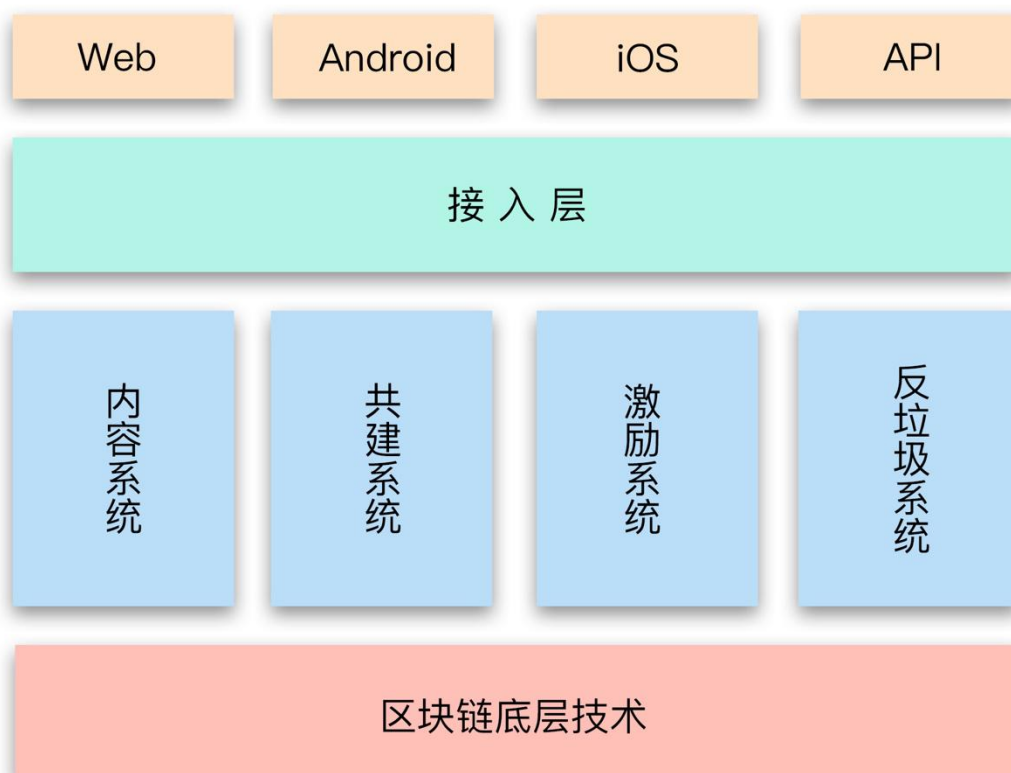 Web
Android
iOS
API
接入层
内容系统
共建系统
激励系统
反垃圾系统
区块链底层技术